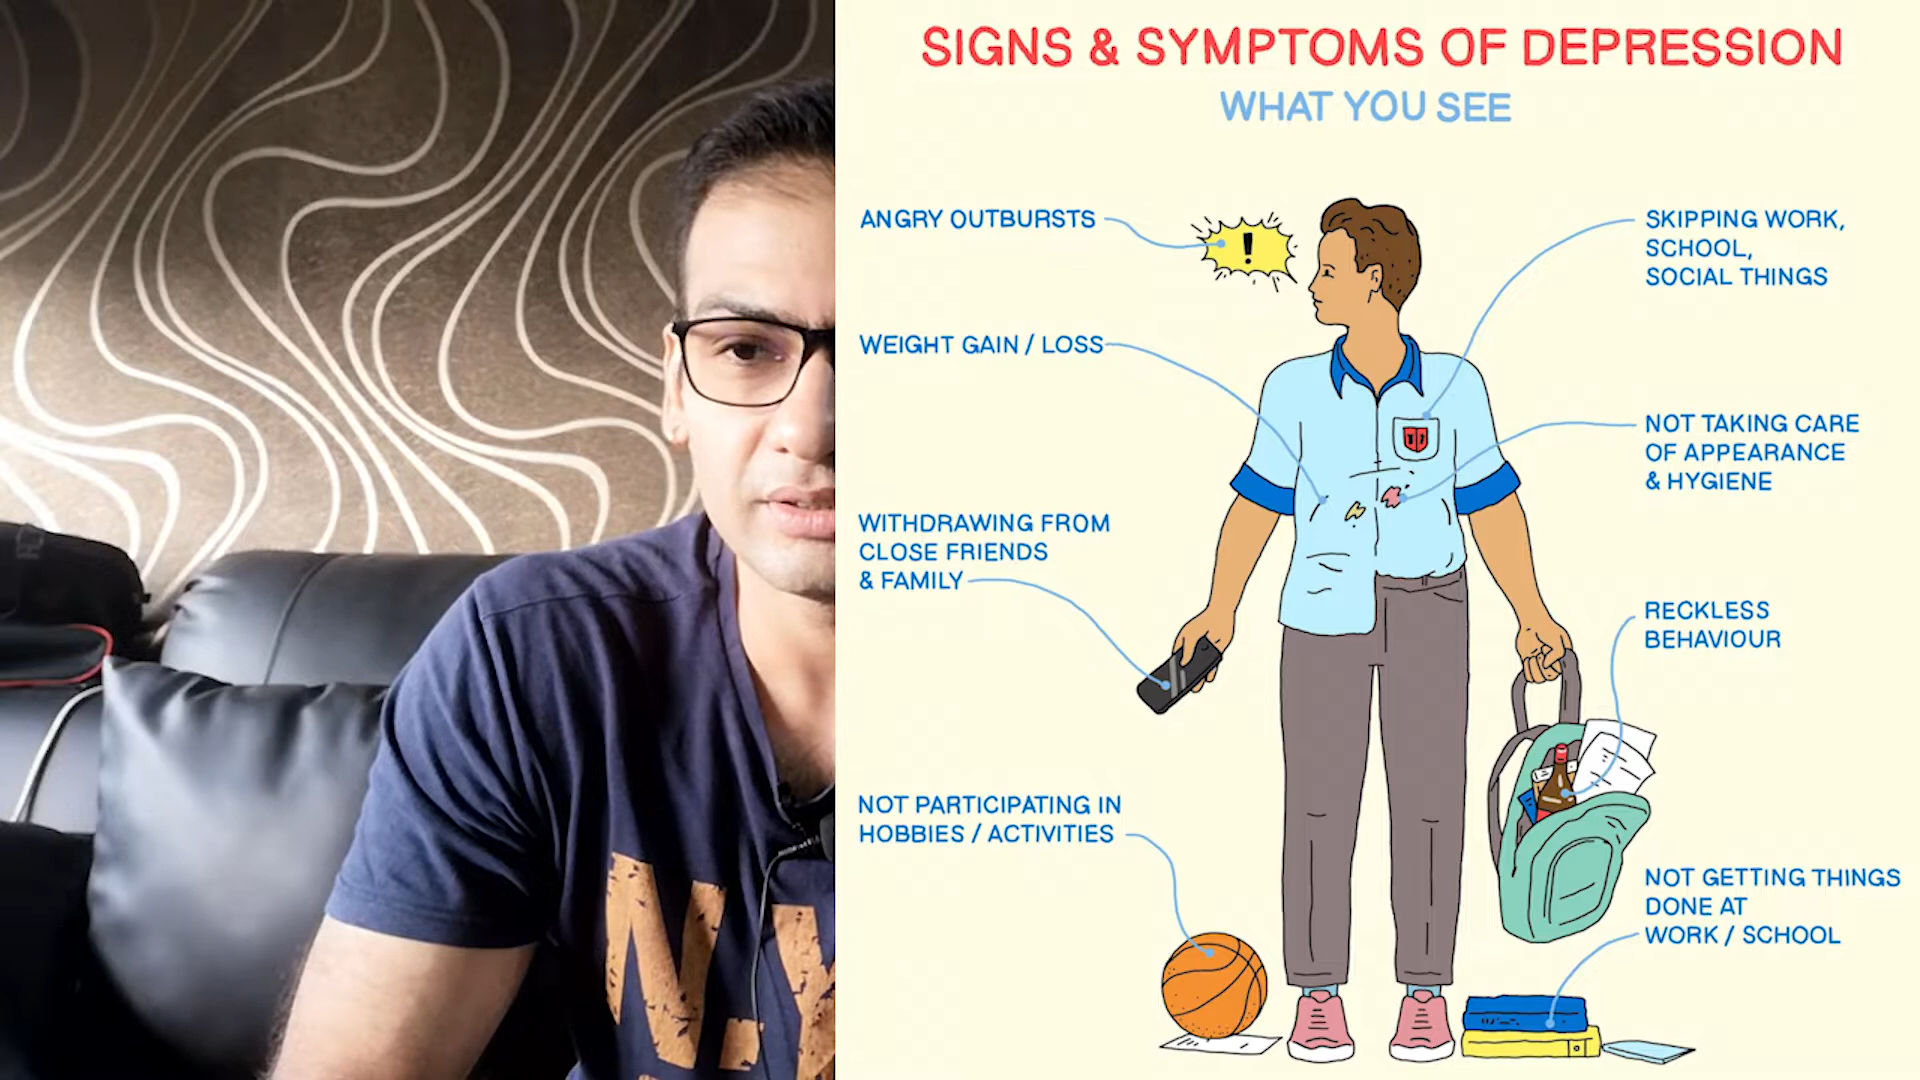 SIGNS & SYMPTOMS OF DEPRESSION
WHAT YOU SEE
ANGRY OUTBURSTS
!
WEIGHT GAIN / LOSS
WITHDRAWING FROM
CLOSE FRIENDS
& FAMILY
NOT PARTICIPATING IN
HOBBIES / ACTIVITIES
SKIPPING WORK,
SCHOOL,
SOCIAL THINGS
NOT TAKING CARE
OF APPEARANCE
& HYGIENE
RECKLESS
BEHAVIOUR
NOT GETTING THINGS
DONE AT
WORK / SCHOOL
N.Y